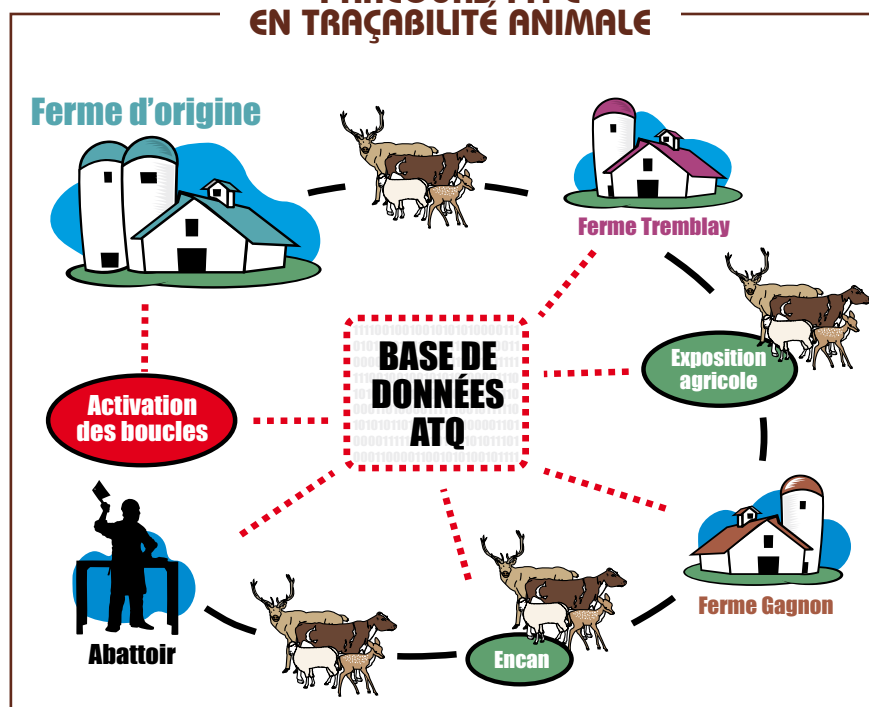 EN TRAÇABILITÉ ANIMALE
Ferme d'origine
Ferme Tremblay
Exposition
agricole
BASE DE
DONNÉES
ATQ
Activation
des boucles
Ferme Gagnon
Encan
Abattoir